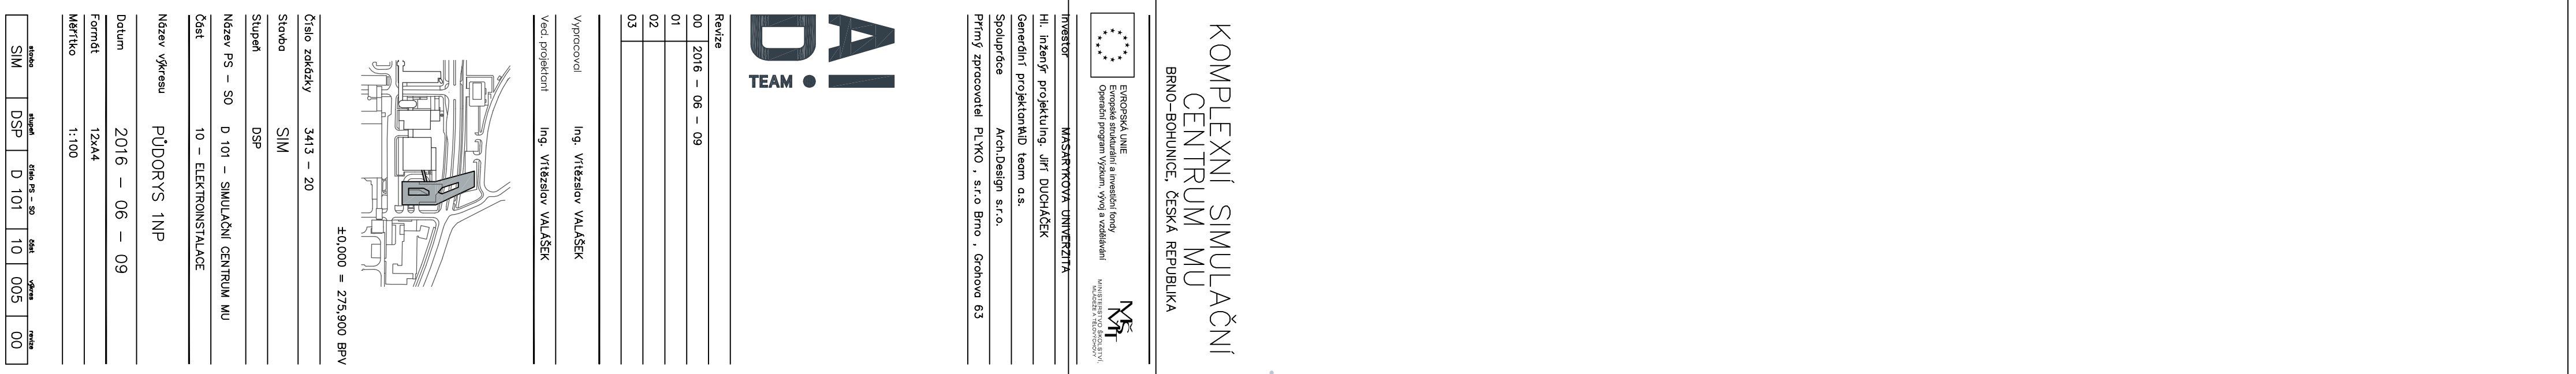 KOMPLEXNÍ SIMULAČNÍ
CENTRUM MU
BRNO-BOHUNICE, ČESKÁ REPUBLIKA
EVROPSKÁ UNIE
Evropské strukturální a investiční fondy
Operační program Výzkum, vývoj a vzdělávání
MINISTERSTVO ŠKOLSTVÍ,
MLÁDEŽE A TĚLOVÝCHOVY
Investor MASARYKOVA UNIVERZITA
Hl. inženýr projektu Ing. Jiří DUCHÁČEK
Generální projektant AiD team a.s.
Spolupráce Arch.Design s.r.o.
Přímý zpracovatel PLYKO , s.r.o Brno , Grohova 63
AI
D.
TEAM
Revize
00 2016 - 06 - 09
01
02
03
Vypracoval Ing. Vítězslav VALÁŠEK
Ved. projektant Ing. Vítězslav VALÁŠEK
±0,000 = 275,900 BPV
Číslo zakázky 3413 - 20
Stavba SIM
Stupeň DSP
Název PS - SO D 101 - SIMULAČNÍ CENTRUM MU
Část 10 - ELEKTROINSTALACE
Název výkresu PŮDORYS 1NP
Datum 2016 - 06 - 09
Formát 12xA4
Měřítko 1:100
stavba stupeň číslo PS - SO část výkres revize
SIM DSP D 101 10 005 00